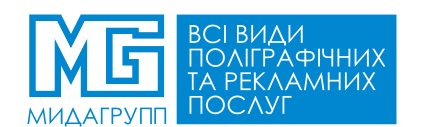 MG
МИДАГРУПП
ВСІ ВИДИ
ПОЛІГРАФІЧНИХ
ТА РЕКЛАМНИХ
ПОСЛУГ